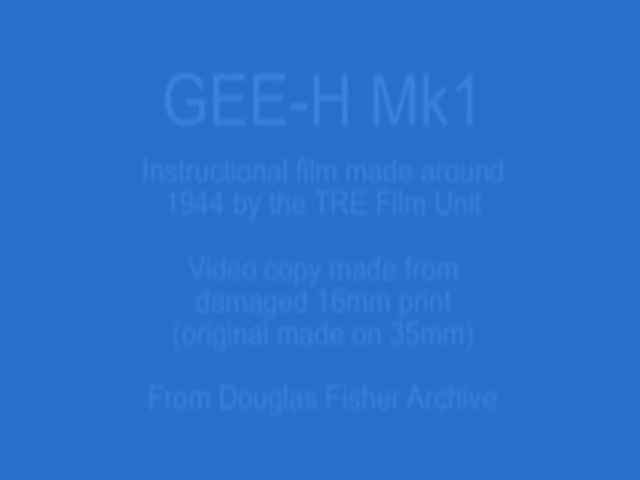 GEE-H Mk1
Instructional film made around
1944 by the TRE Film Unit
Video copy made from
damaged 16mm print
(original made on 35mm)
From Douglas Fisher Archive